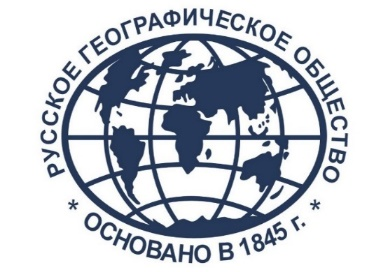 РУССКОЕ ГЕОГРАФИЧЕСКОЕ ОБЩЕСТВО
* ОСНОВАНО В 1845 г. *